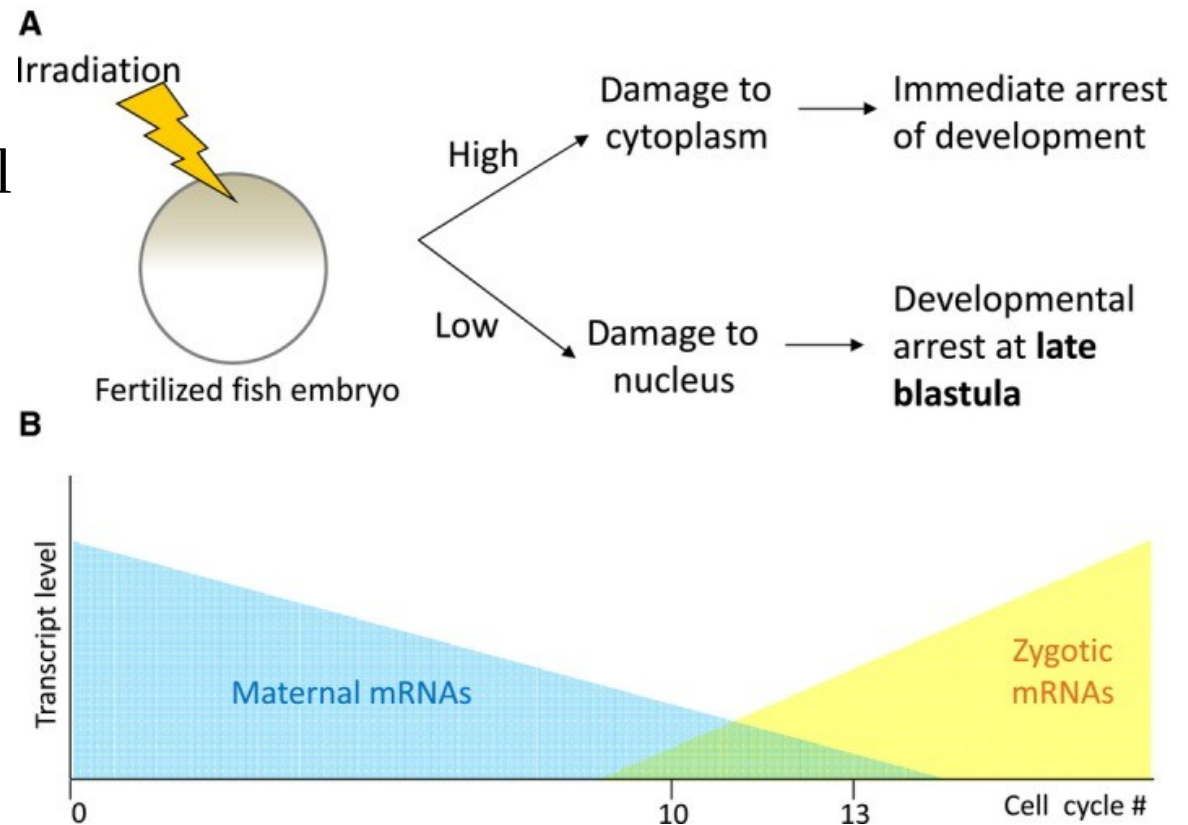 A
Irradiation
l
High
Damage to
cytoplasm
Immediate arrest
of development
Low
Damage to
nucleus
Developmental
arrest at late
blastula
Fertilized fish embryo
B
Transcript level
Maternal mRNAs
Zygotic
mRNAs
0
10
13
Cell cycle #